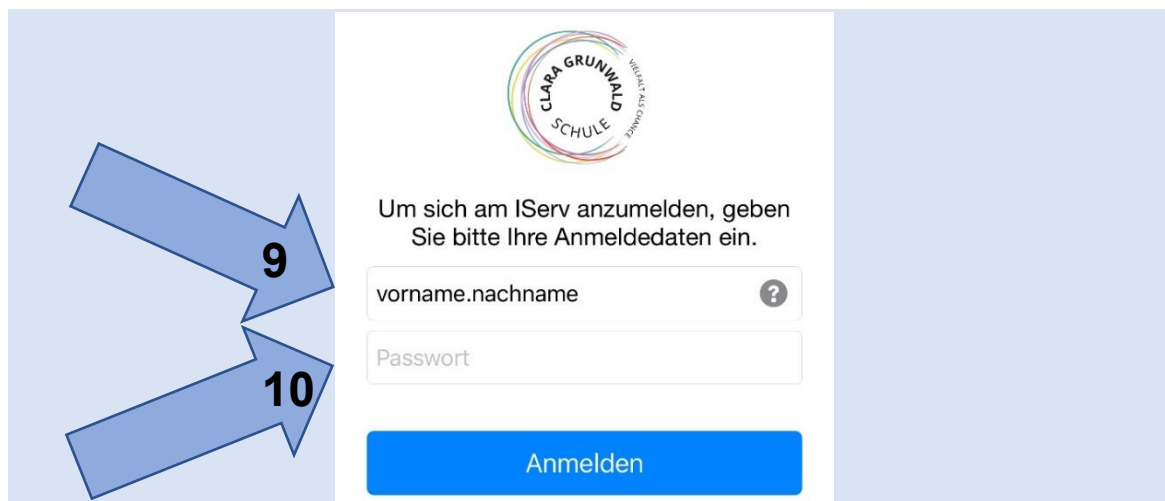 CLARA GRUNWALD
SCHULE
VIELFALT ALS CHANCE
Um sich am IServ anzumelden, geben
Sie bitte Ihre Anmeldedaten ein.
9
vorname.nachname ?
Passwort
10
Anmelden